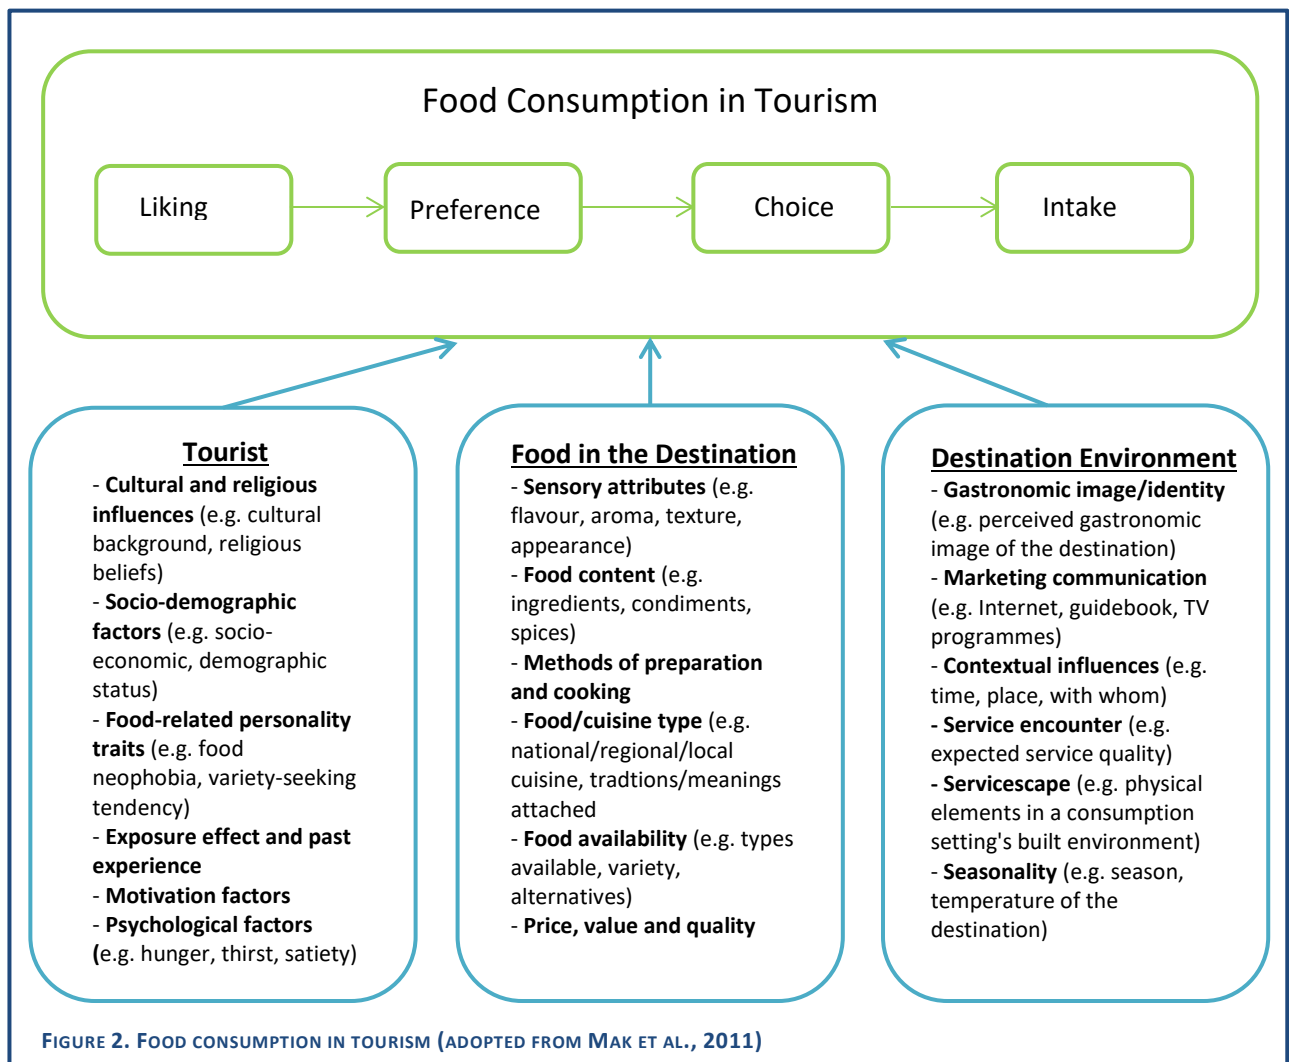 Food Consumption in Tourism
Liking
Preference
Choice
Intake
Tourist
- Cultural and religious
influences (e.g. cultural
background, religious
beliefs)
- Socio-demographic
factors (e.g. socio-
economic, demographic
status)
- Food-related personality
traits (e.g. food
neophobia, variety-seeking
tendency)
- Exposure effect and past
experience
- Motivation factors
- Psychological factors
(e.g. hunger, thirst, satiety)
Food in the Destination
- Sensory attributes (e.g.
flavour, aroma, texture,
appearance)
- Food content (e.g.
ingredients, condiments,
spices)
- Methods of preparation
and cooking
- Food/cuisine type (e.g.
national/regional/local
cuisine, tradtions/meanings
attached
- Food availability (e.g. types
available, variety,
alternatives)
- Price, value and quality
Destination Environment
- Gastronomic image/identity
(e.g. perceived gastronomic
image of the destination)
- Marketing communication
(e.g. Internet, guidebook, TV
programmes)
- Contextual influences (e.g.
time, place, with whom)
- Service encounter (e.g.
expected service quality)
- Servicescape (e.g. physical
elements in a consumption
setting's built environment)
- Seasonality (e.g. season,
temperature of the
destination)
FIGURE 2. FOOD CONSUMPTION IN TOURISM (ADOPTED FROM MAK ET AL., 2011)